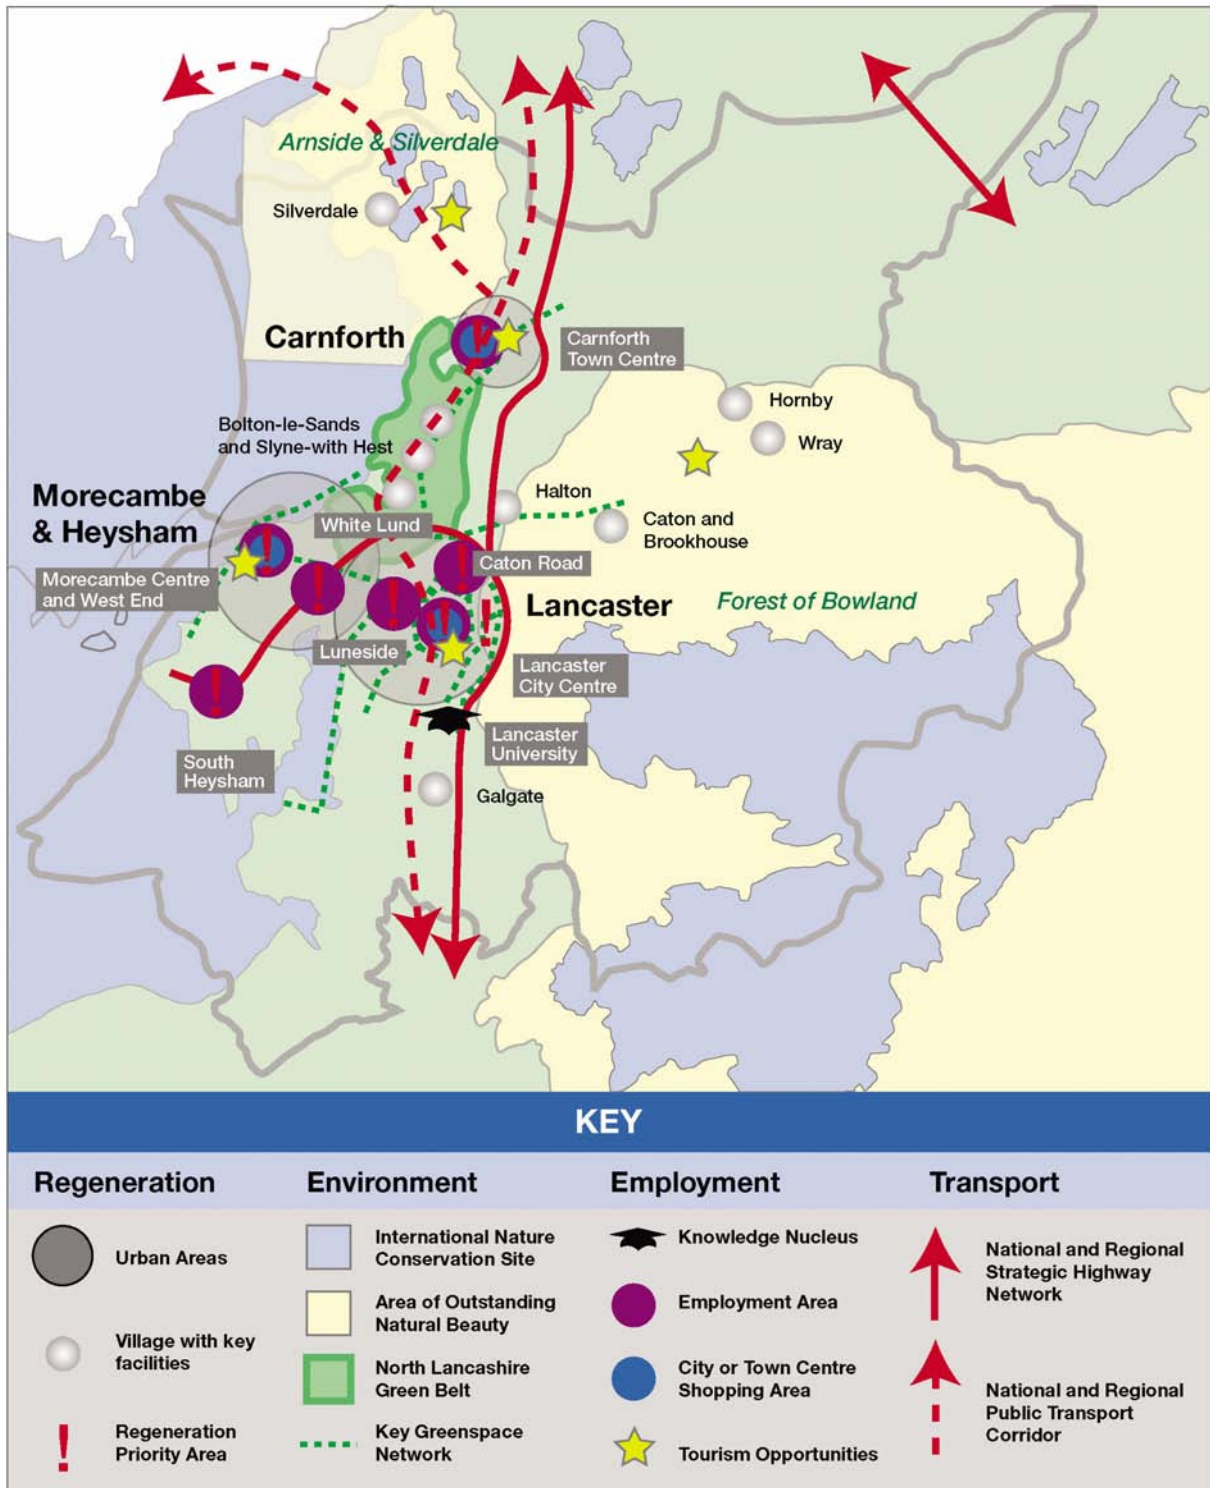 Arnside & Silverdale
Silverdale
Carnforth
Carnforth
Town Centre
Hornby
Bolton-le-Sands
and Slyne-with Hest
Wray
Morecambe
& Heysham
Halton
White Lund
Caton and
Brookhouse
Caton Road
Morecambe Centre
and West End
Lancaster
Forest of Bowland
Luneside
Lancaster
City Centre
Lancaster
University
South
Heysham
Galgate
KEY
Regeneration
Urban Areas
Village with key
facilities
Regeneration
Priority Area
Environment
International Nature
Conservation Site
Area of Outstanding
Natural Beauty
North Lancashire
Green Belt
Key Greenspace
Network
Employment
Knowledge Nucleus
Employment Area
City or Town Centre
Shopping Area
Tourism Opportunities
Transport
National and Regional
Strategic Highway
Network
National and Regional
Public Transport
Corridor